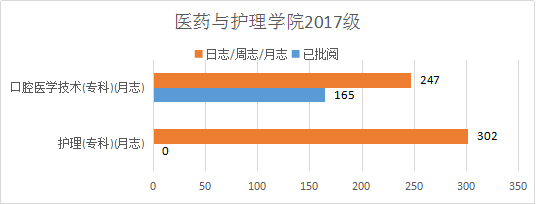 医药与护理学院2017级
日志/周志/月志 已批阅
口腔医学技术(专科)(月志) 247
165
护理(专科)(月志) 302
0
0 50 100 150 200 250 300 350